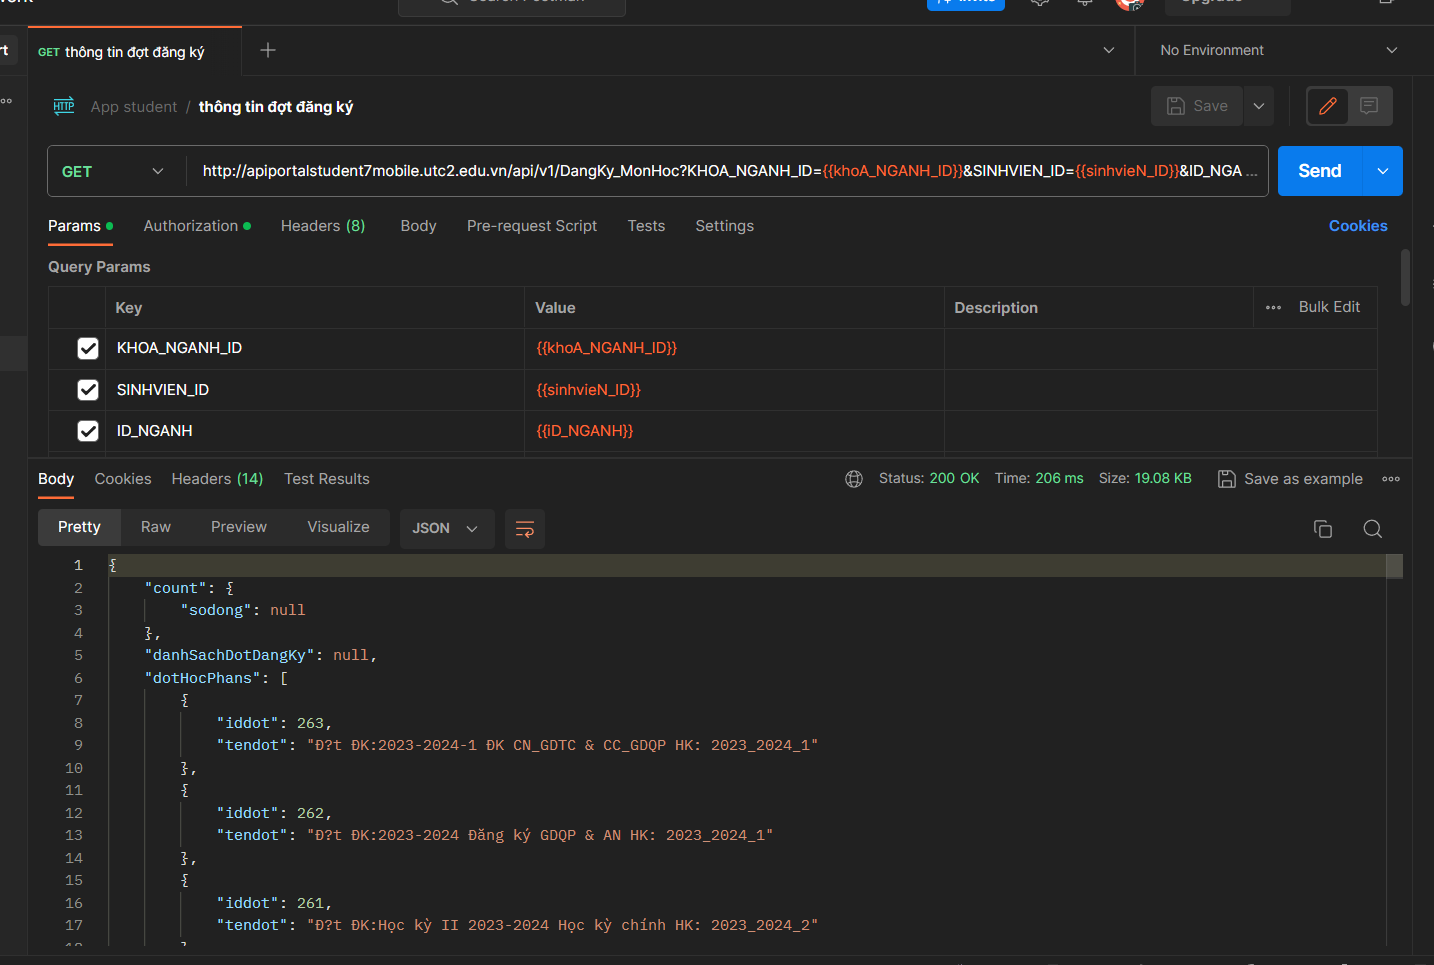 GET thông tin đợt đăng ký
No Environment
App student / thông tin đợt đăng ký
Save
GET
http://apiportalstudent7mobile.utc2.edu.vn/api/v1/DangKy_MonHoc?KHOA_NGANH_ID={{khoA_NGANH_ID}}&SINHVIEN_ID={{sinhvieN_ID}}&ID_NGA ...
Send
Params Authorization Headers (8) Body Pre-request Script Tests Settings Cookies
Query Params
Key Value Description ••• Bulk Edit
KHOA_NGANH_ID {{khoA_NGANH_ID}}
SINHVIEN_ID {{sinhvieN_ID}}
ID_NGANH {{iD_NGANH}}
Body Cookies Headers (14) Test Results Status: 200 OK Time: 206 ms Size: 19.08 KB Save as example
Pretty Raw Preview Visualize JSON
1 {
2 "count": {
3 "sodong": null
4 },
5 "danhSachDotDangKy": null,
6 "dotHocPhans": [
7 {
8 "iddot": 263,
9 "tendot": "Đ?t ĐK:2023-2024-1 ĐK CN_GDTC & CC_GDQP HK: 2023_2024_1"
10 },
11 {
12 "iddot": 262,
13 "tendot": "Đ?t ĐK:2023-2024 Đăng ký GDQP & AN HK: 2023_2024_1"
14 },
15 {
16 "iddot": 261,
17 "tendot": "Đ?t ĐK:Học kỳ II 2023-2024 Học kỳ chính HK: 2023_2024_2"